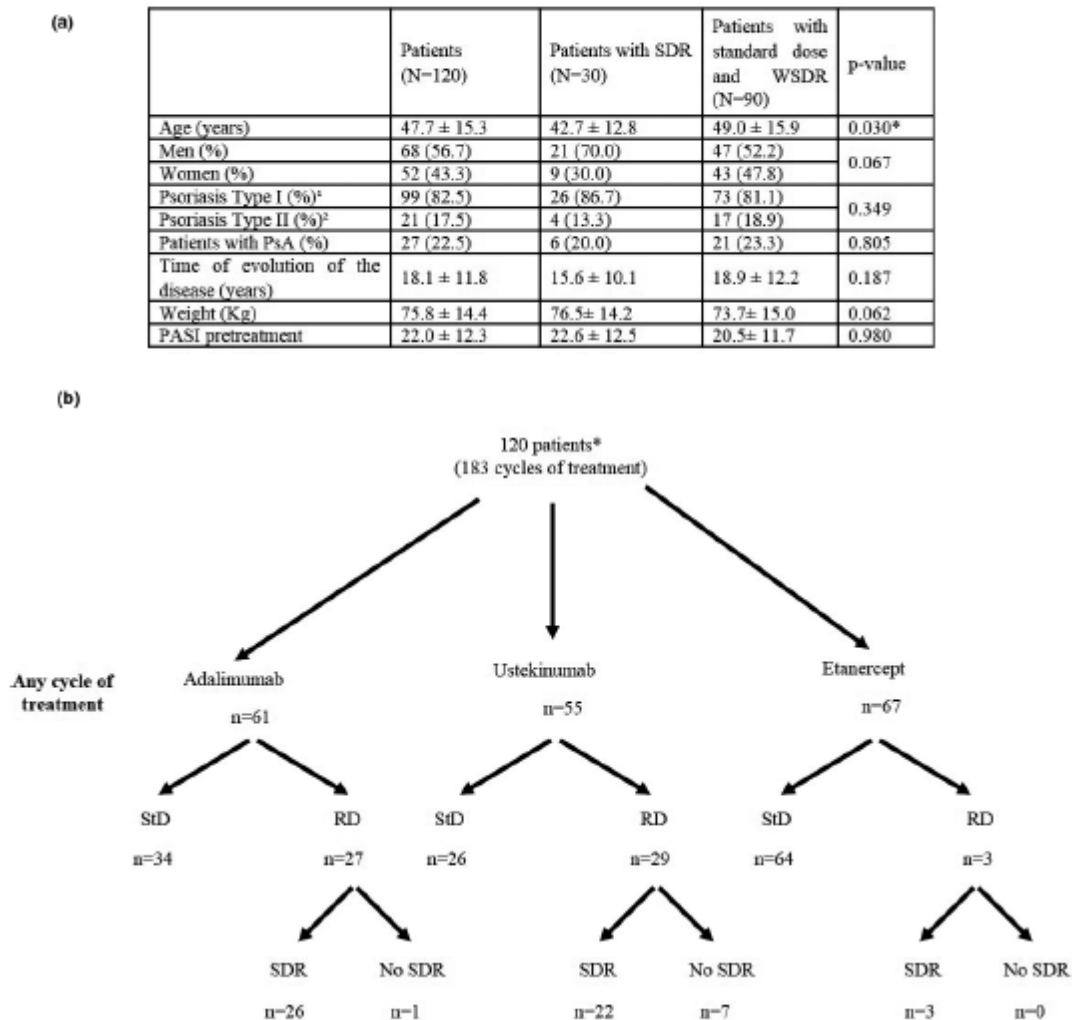 (a)
Patients (N=120) Patients with SDR (N=30) Patients with standard dose and WSDR (N=90) p-value
Age (years) 47.7 ± 15.3 42.7 ± 12.8 49.0 ± 15.9 0.030*
Men (%) 68 (56.7) 21 (70.0) 47 (52.2) 0.067
Women (%) 52 (43.3) 9 (30.0) 43 (47.8)
Psoriasis Type I (%)¹ 99 (82.5) 26 (86.7) 73 (81.1) 0.349
Psoriasis Type II (%)² 21 (17.5) 4 (13.3) 17 (18.9)
Patients with PsA (%) 27 (22.5) 6 (20.0) 21 (23.3) 0.805
Time of evolution of the disease (years) 18.1 ± 11.8 15.6 ± 10.1 18.9 ± 12.2 0.187
Weight (Kg) 75.8 ± 14.4 76.5± 14.2 73.7± 15.0 0.062
PASI pretreatment 22.0 ± 12.3 22.6 ± 12.5 20.5± 11.7 0.980
(b)
120 patients*
(183 cycles of treatment)
Any cycle of treatment
Adalimumab Ustekinumab Etanercept
n=61 n=55 n=67
StD RD StD RD StD RD
n=34 n=27 n=26 n=29 n=64 n=3
SDR No SDR SDR No SDR SDR No SDR
n=26 n=1 n=22 n=7 n=3 n=0